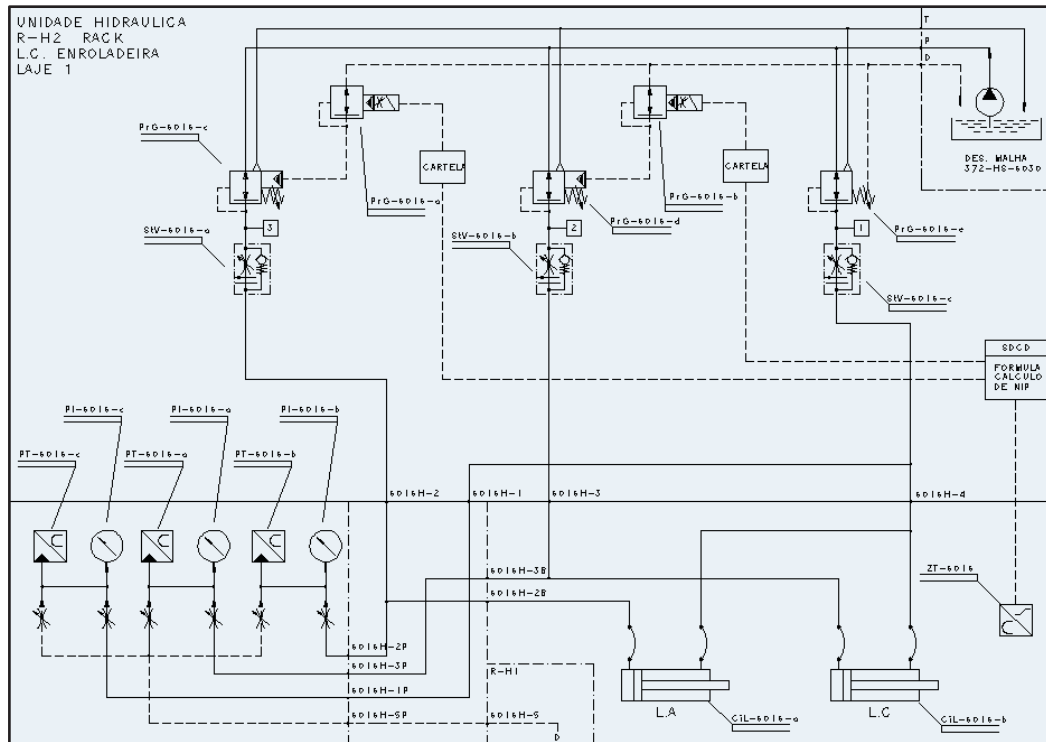 UNIDADE HIDRAULICA
R-H2 RACK
L.C. ENROLADEIRA
LAJE 1
T
P
D
DES. MALHA
372-HS-6030
PrG-6016-c
CARTELA
CARTELA
PrG-6016-a
PrG-6016-b
PrG-6016-d
PrG-6016-e
3
2
1
StV-6016-a
StV-6016-b
StV-6016-c
SDCD
FORMULA
CALCULO
DE NIP
PI-6016-c
PI-6016-a
PI-6016-b
PT-6016-c
PT-6016-a
PT-6016-b
6016H-2
6016H-1
6016H-3
6016H-4
6016H-3B
6016H-2B
ZT-6016
6016H-2P
6016H-3P
R-H1
6016H-1P
6016H-5P
6016H-5
D
L.A
L.C
CiL-6016-a
CiL-6016-b